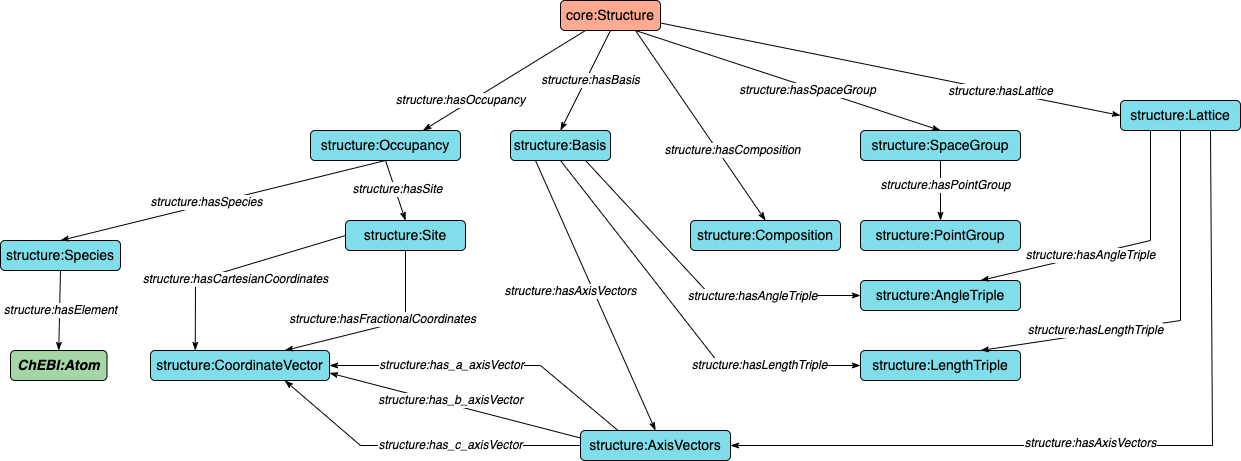 core:Structure
structure:hasBasis
structure:hasSpaceGroup
structure:hasLattice
structure:hasOccupancy
structure:Lattice
structure:Occupancy
structure:Basis
structure:hasComposition
structure:SpaceGroup
structure:hasSpecies
structure:hasSite
structure:hasPointGroup
structure:Species
structure:Site
structure:Composition
structure:PointGroup
structure:hasCartesianCoordinates
structure:hasAxisVectors
structure:hasAngleTriple
structure:hasAngleTriple
structure:AngleTriple
structure:hasElement
structure:hasFractionalCoordinates
structure:hasLengthTriple
ChEBI:Atom
structure:CoordinateVector
structure:has_a_axisVector
structure:hasLengthTriple
structure:LengthTriple
structure:has_b_axisVector
structure:has_c_axisVector
structure:AxisVectors
structure:hasAxisVectors